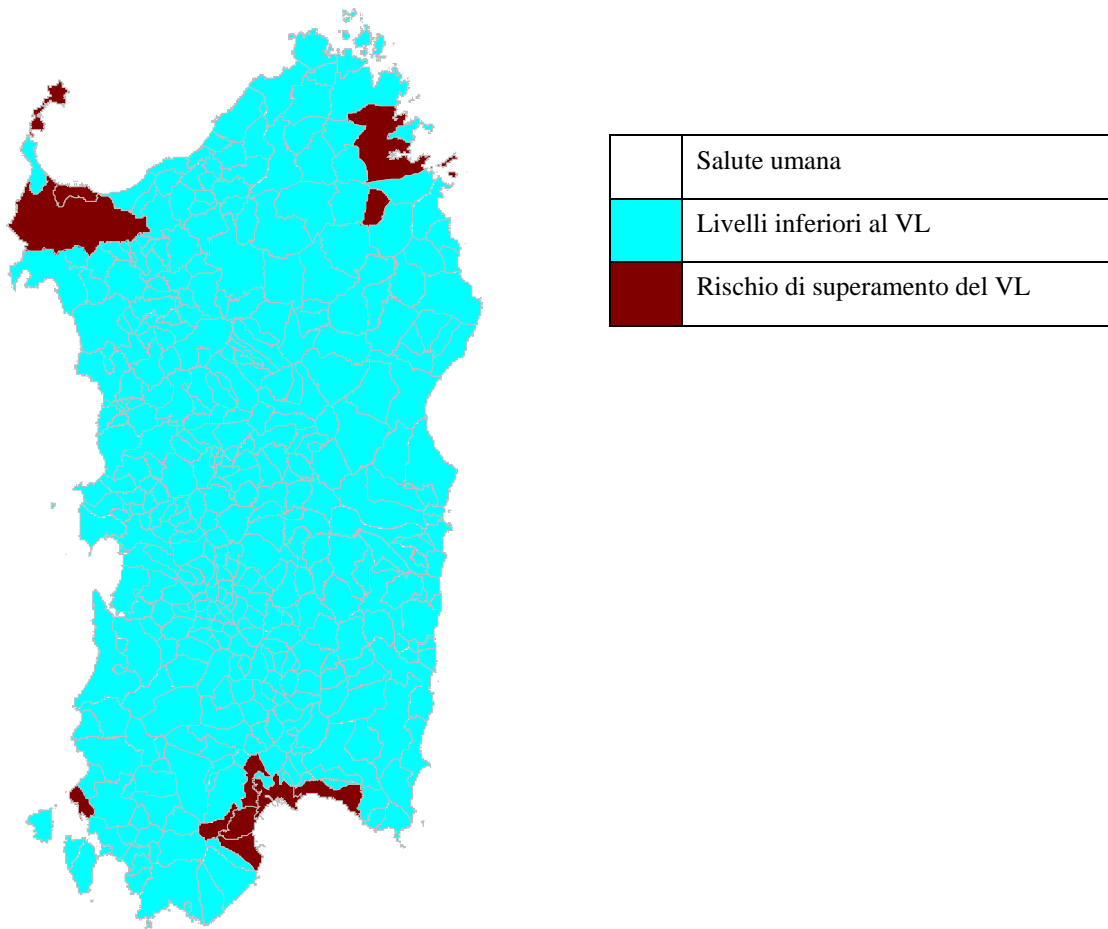 Salute umana
Livelli inferiori al VL
Rischio di superamento del VL